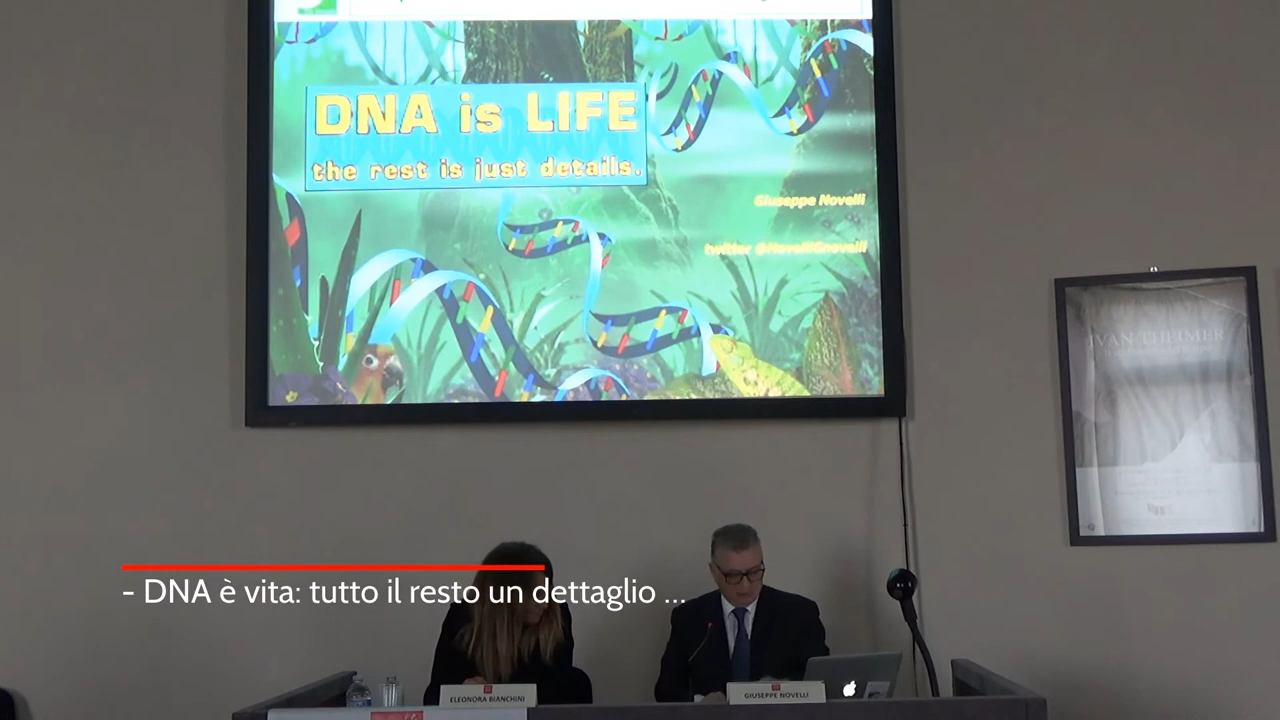 DNA is LIFE
the rest is just details.
Giuseppe Novelli
twitter @NovelliGnovelli
IVAN THEIMER
- DNA è vita: tutto il resto un dettaglio ...
ELEONORA BIANCHINI
GIUSEPPE NOVELLI